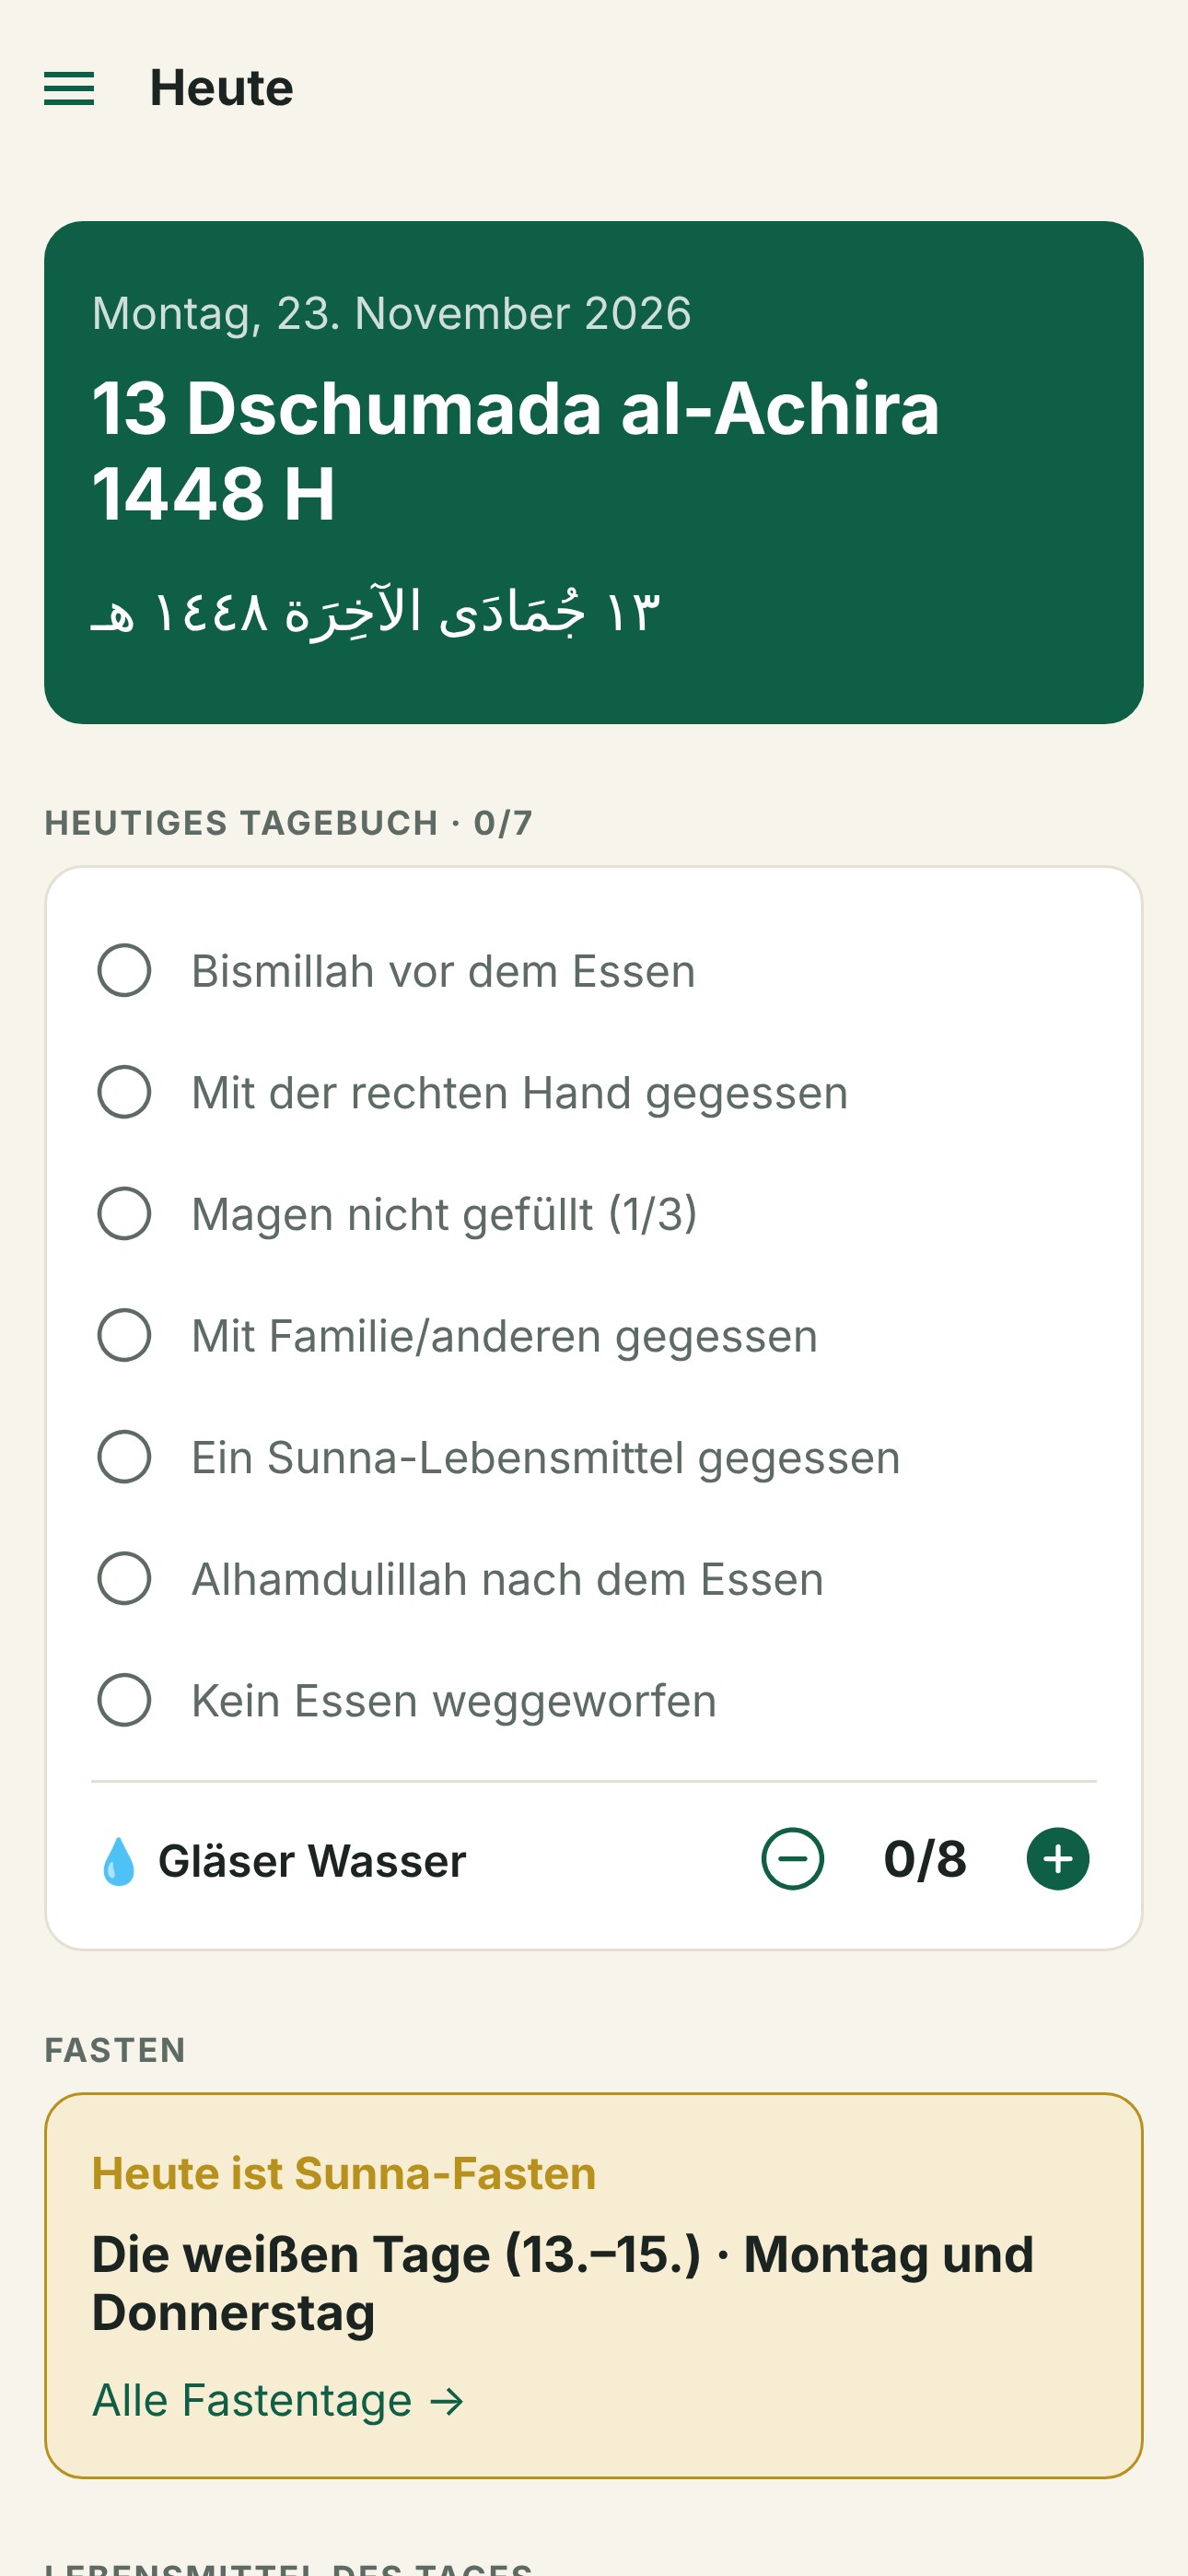 Heute
Montag, 23. November 2026
13 Dschumada al-Achira
1448 H
١٣ جُمَادَى الآخِرَة ١٤٤٨ هـ
HEUTIGES TAGEBUCH · 0/7
Bismillah vor dem Essen
Mit der rechten Hand gegessen
Magen nicht gefüllt (1/3)
Mit Familie/anderen gegessen
Ein Sunna-Lebensmittel gegessen
Alhamdulillah nach dem Essen
Kein Essen weggeworfen
💧 Gläser Wasser 0/8
FASTEN
Heute ist Sunna-Fasten
Die weißen Tage (13.–15.) · Montag und
Donnerstag
Alle Fastentage →
LEBENSMITTEL DES TAGES